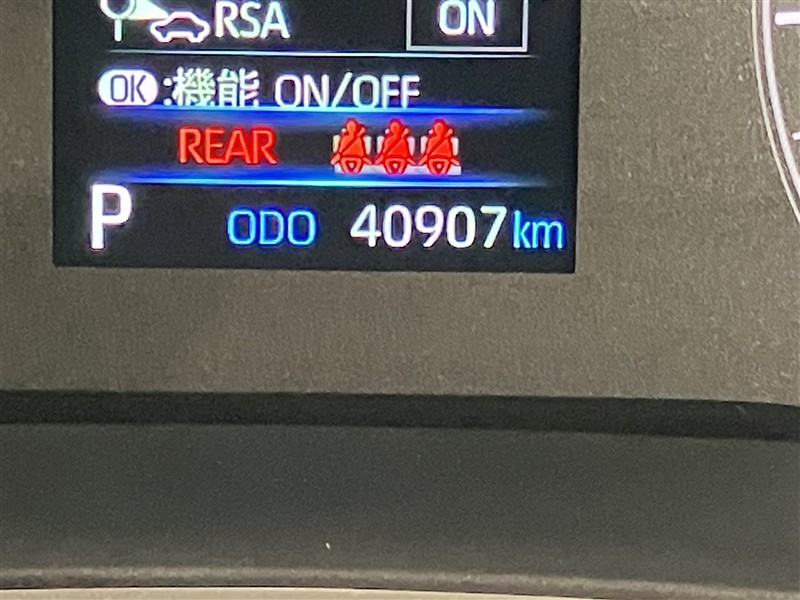 RSA ON
OK :機能 ON/OFF
REAR
P ODO 40907 km